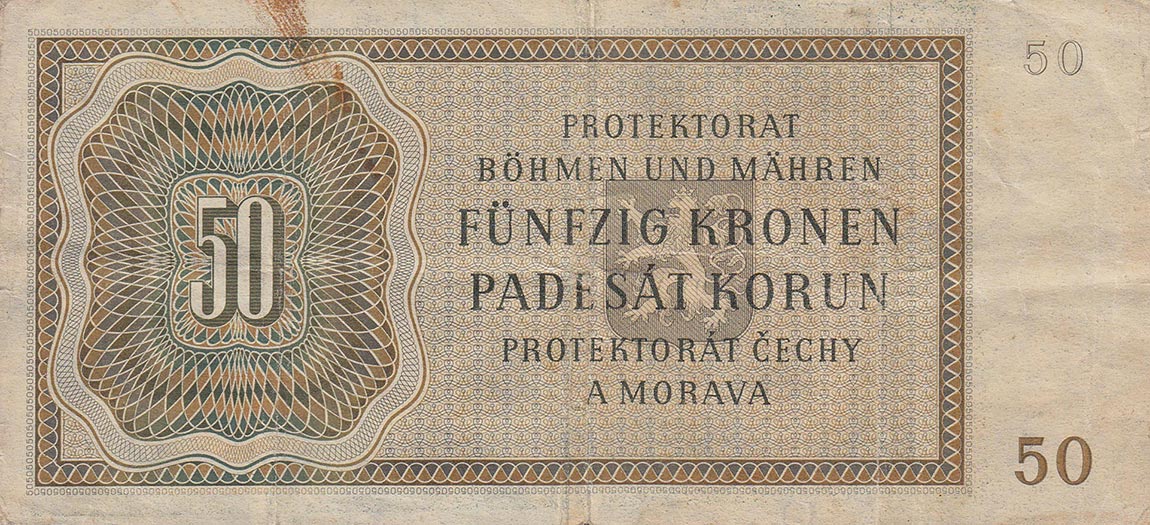 50
PROTEKTORAT
BÖHMEN UND MÄHREN
50
FÜNFZIG KRONEN
PADESÁT KORUN
PROTEKTORÁT ČECHY
A MORAVA
50